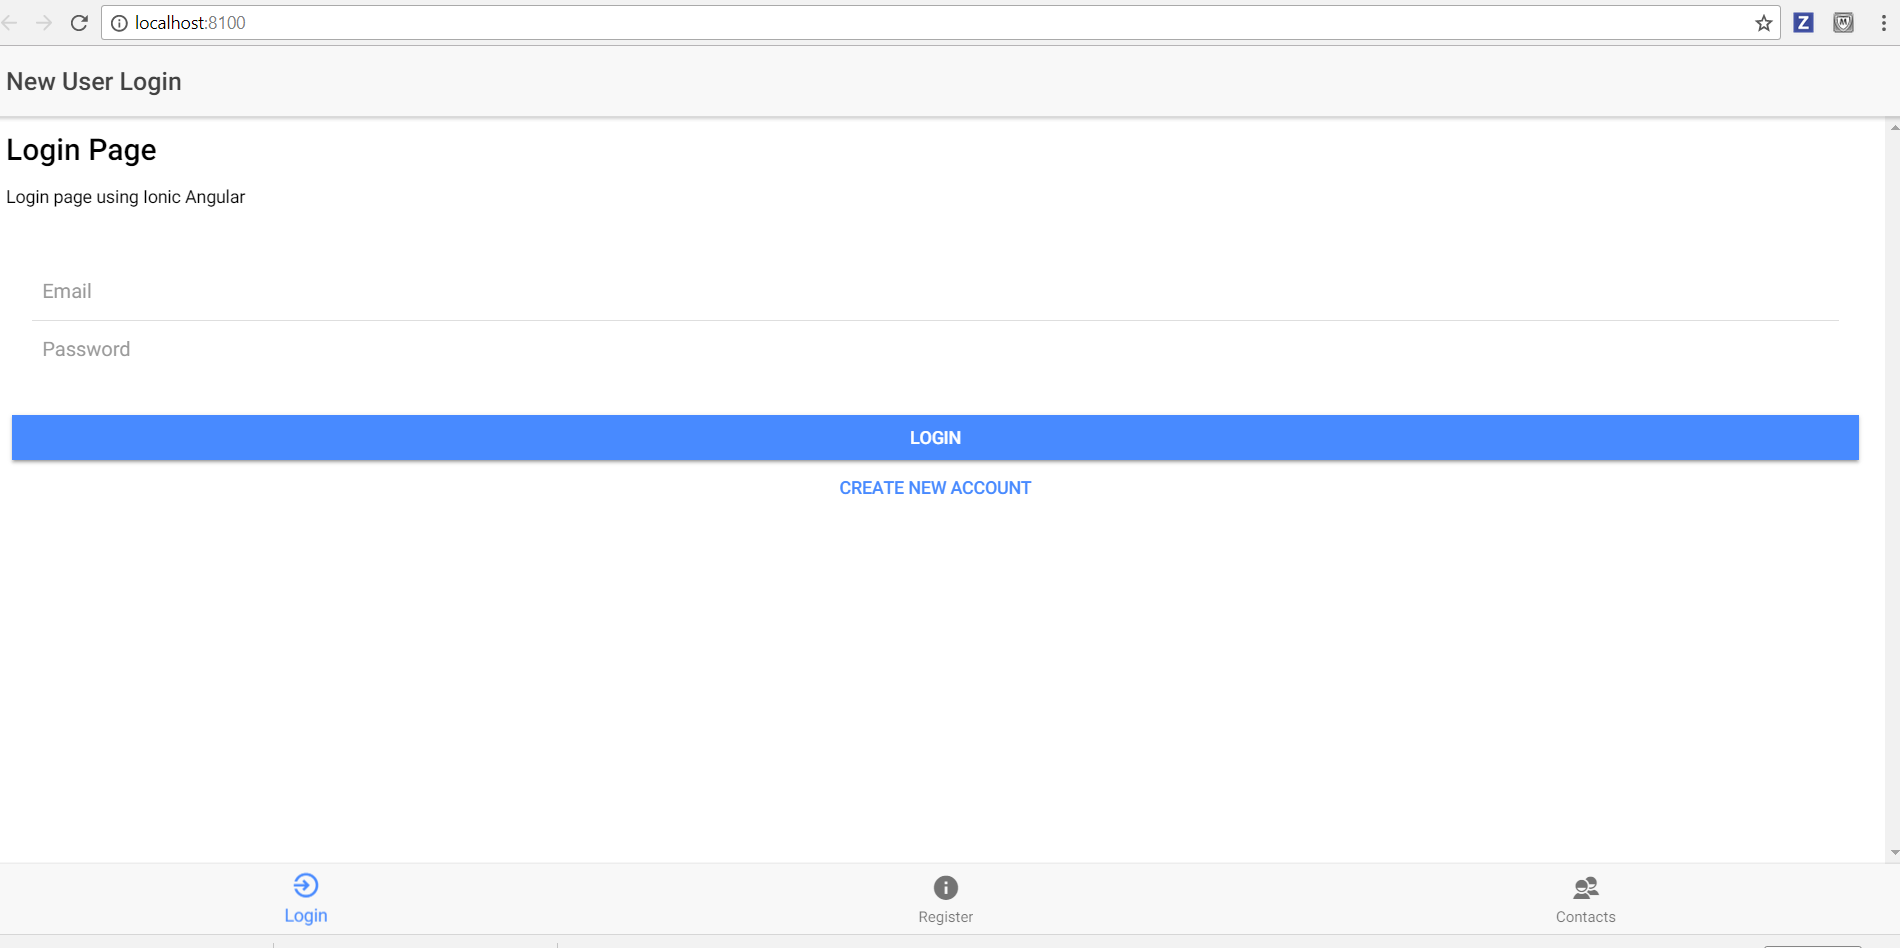 localhost:8100
Z
M
New User Login
Login Page
Login page using Ionic Angular
Email
Password
LOGIN
CREATE NEW ACCOUNT
Login
Register
Contacts